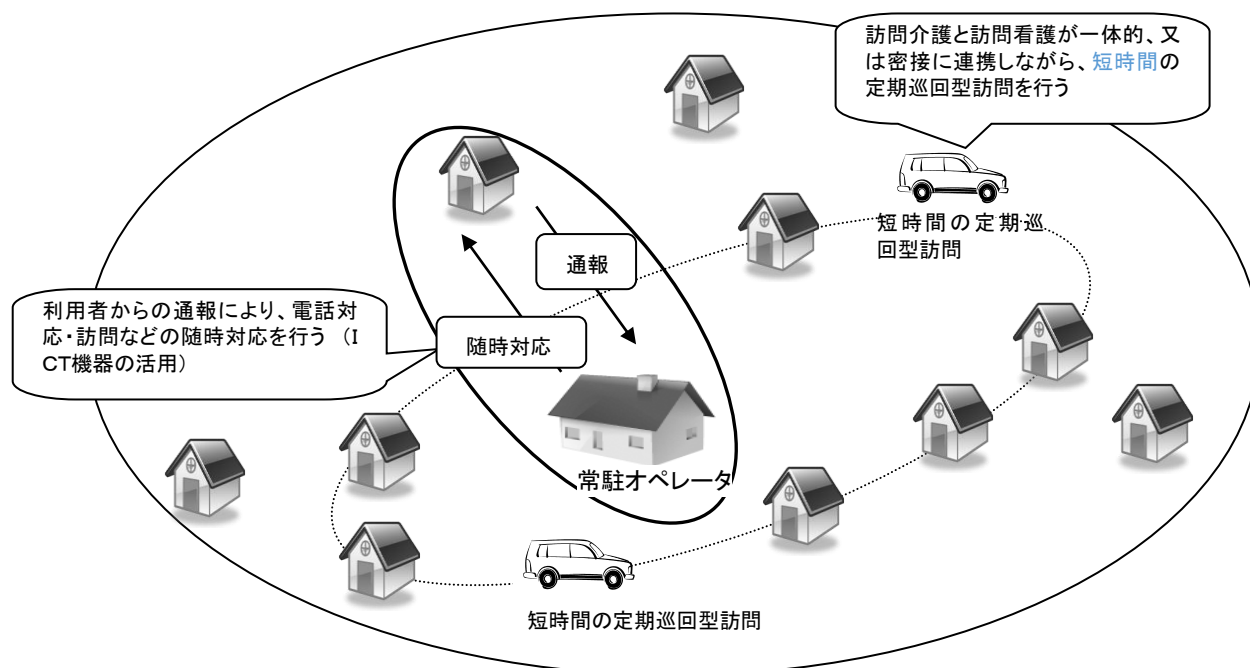 訪問介護と訪問看護が一体的、又
は密接に連携しながら、短時間の
定期巡回型訪問を行う
短時間の定期巡
回型訪問
通報
利用者からの通報により、電話対
応・訪問などの随時対応を行う （I
CT機器の活用）
随時対応
常駐オペレータ
短時間の定期巡回型訪問